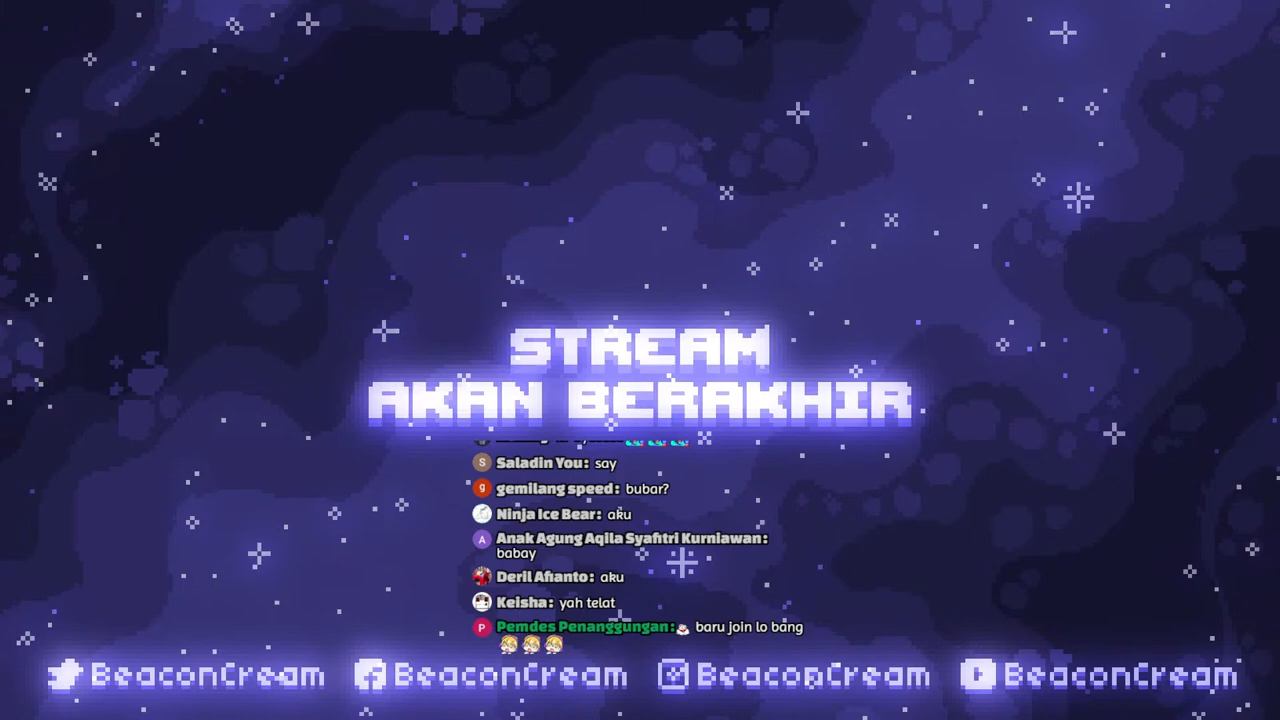 STREAM
AKAN BERAKHIR
S Saladin You: say
g gemilang speed: bubar?
Ninja Ice Bear: aku
A Anak Agung Aqila Syafitri Kurniawan:
babay
Deril Afianto: aku
Keisha: yah telat
P Pemdes Penanggungan: baru join lo bang
BeaconCream BeaconCream BeaconCream BeaconCream